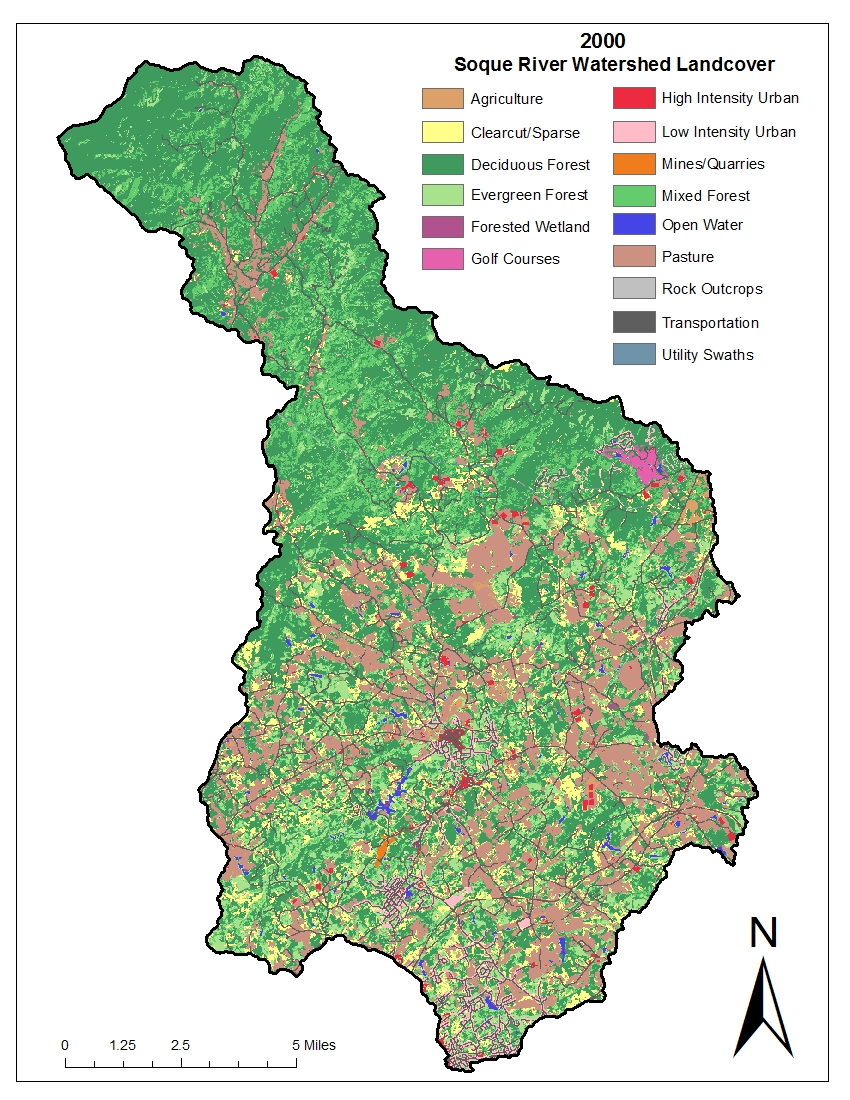 2000
Soque River Watershed Landcover
Agriculture
Clearcut/Sparse
Deciduous Forest
Evergreen Forest
Forested Wetland
Golf Courses
High Intensity Urban
Low Intensity Urban
Mines/Quarries
Mixed Forest
Open Water
Pasture
Rock Outcrops
Transportation
Utility Swaths
N
0 1.25 2.5 5 Miles